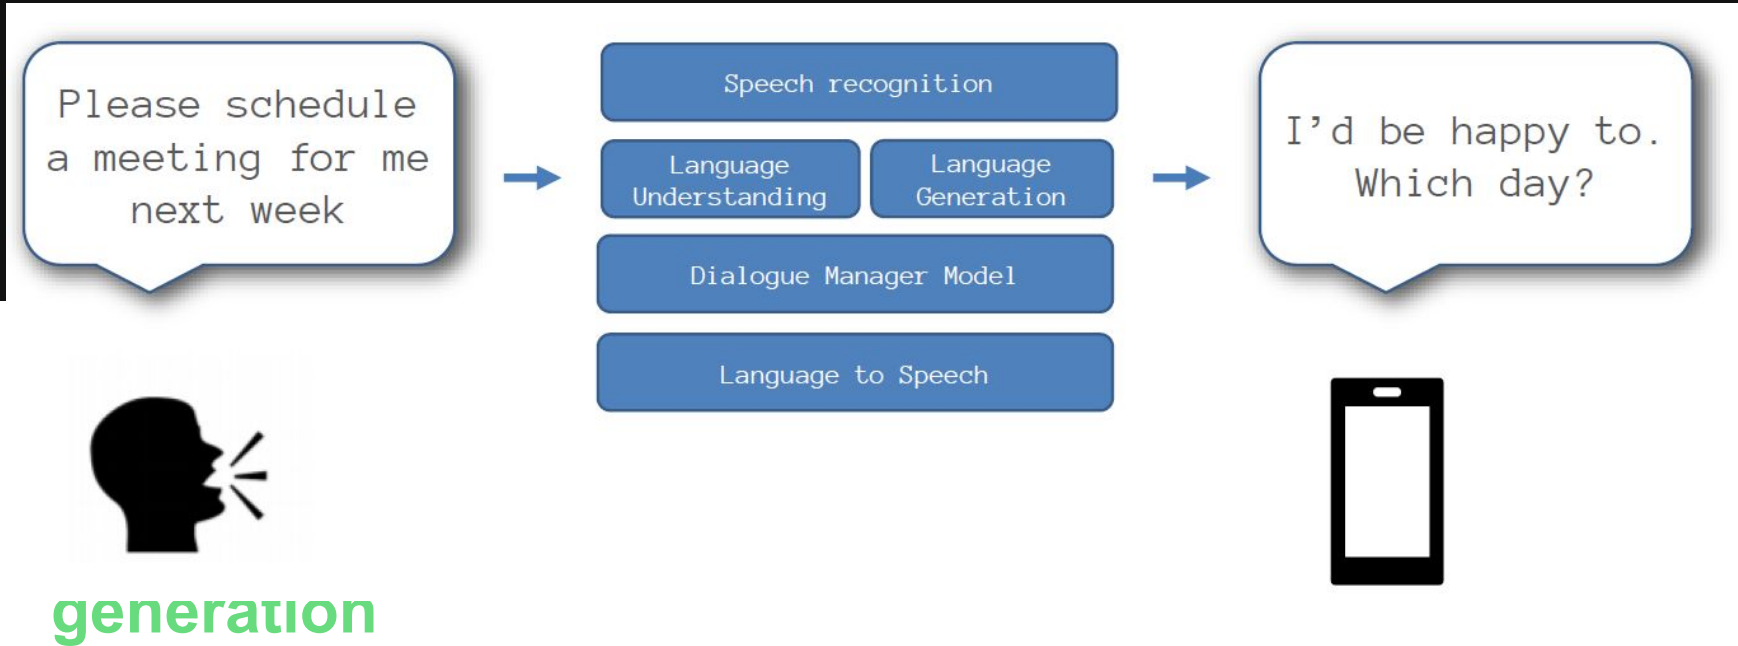 Please schedule
a meeting for me
next week
Speech recognition
Language
Understanding
Language
Generation
Dialogue Manager Model
Language to Speech
I'd be happy to.
Which day?
generation